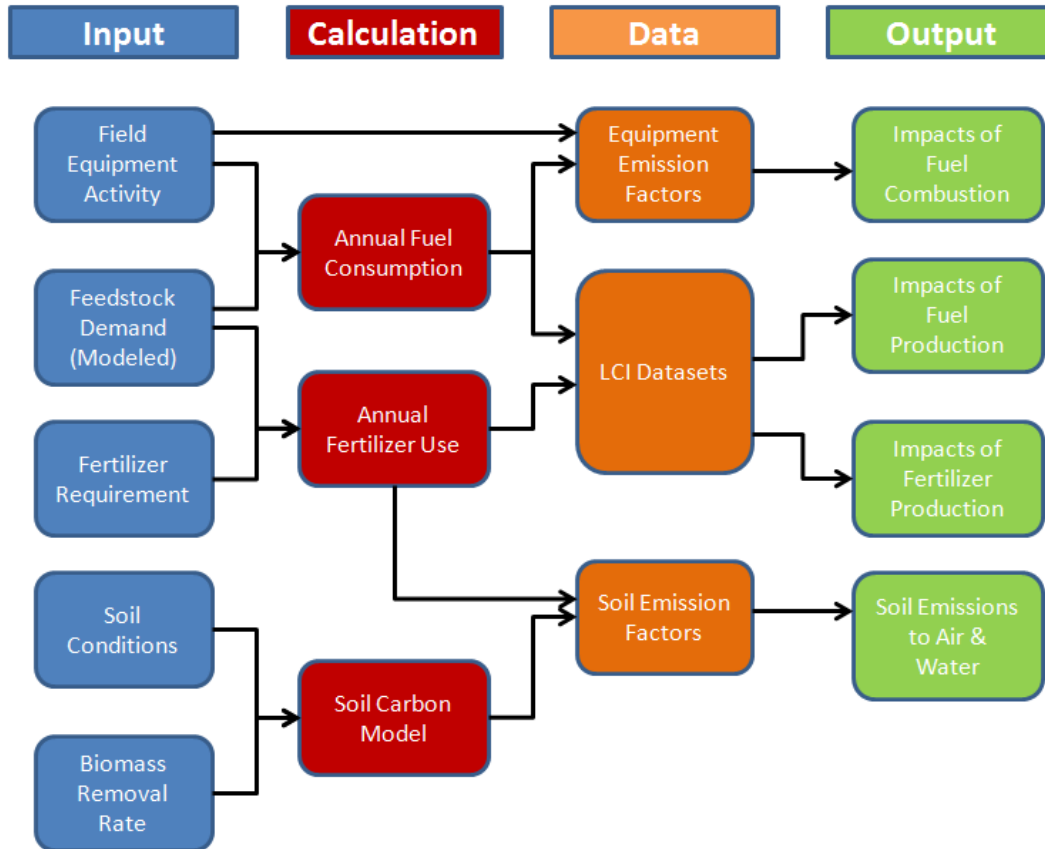 Input
Calculation
Data
Output
Field
Equipment
Activity
Equipment
Emission
Factors
Impacts of
Fuel
Combustion
Annual Fuel
Consumption
Feedstock
Demand
(Modeled)
LCI Datasets
Impacts of
Fuel
Production
Annual
Fertilizer Use
Fertilizer
Requirement
Impacts of
Fertilizer
Production
Soil
Conditions
Soil Emission
Factors
Soil Emissions
to Air &
Water
Soil Carbon
Model
Biomass
Removal
Rate